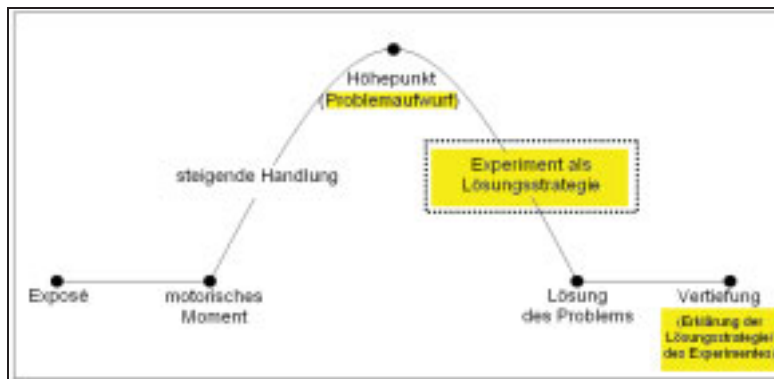 Höhepunkt
(Problemaufwurf)
steigende Handlung
Experiment als
Lösungsstrategie
Exposé
motorisches
Moment
Lösung
des Problems
Vertiefung
(Erklärung der
Lösungsstrategie/
des Experimentes)